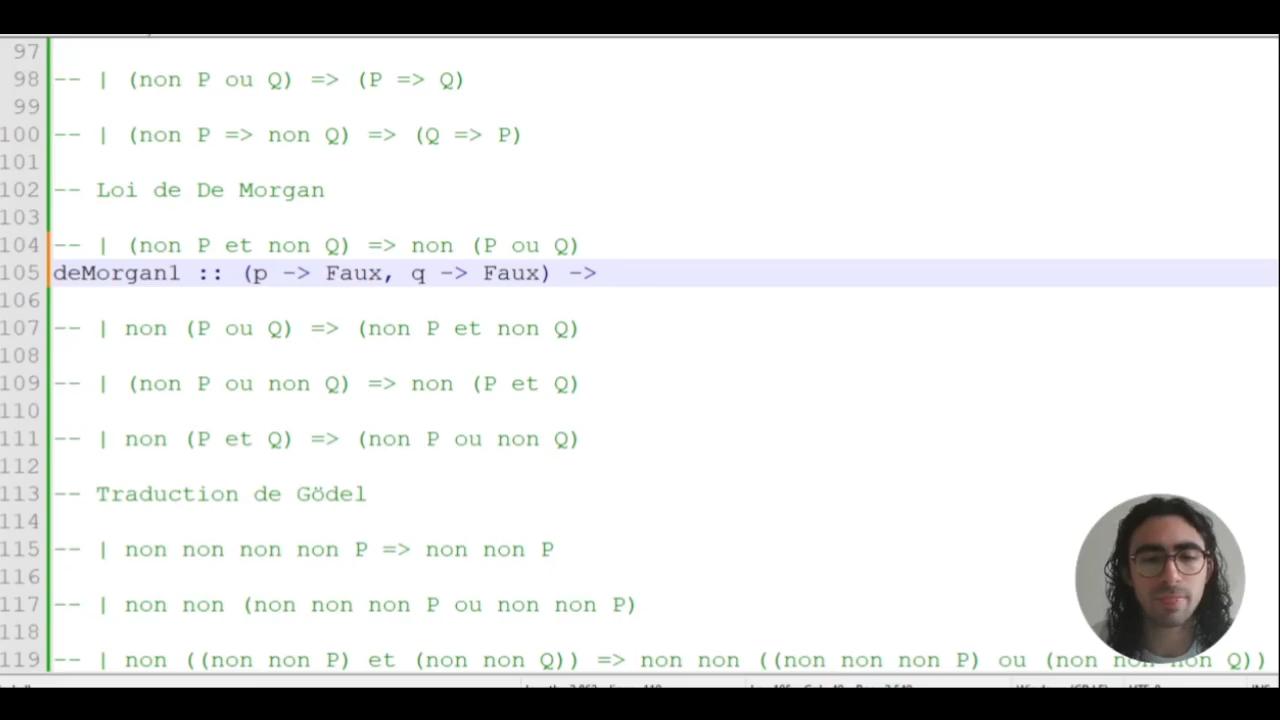 97
98 -- | (non P ou Q) => (P => Q)
99
100 -- | (non P => non Q) => (Q => P)
101
102 -- Loi de De Morgan
103
104 -- | (non P et non Q) => non (P ou Q)
105 deMorgan1 :: (p -> Faux, q -> Faux) ->
106
107 -- | non (P ou Q) => (non P et non Q)
108
109 -- | (non P ou non Q) => non (P et Q)
110
111 -- | non (P et Q) => (non P ou non Q)
112
113 -- Traduction de Gödel
114
115 -- | non non non non P => non non P
116
117 -- | non non (non non non P ou non non P)
118
119 -- | non ((non non P) et (non non Q)) => non non ((non non non P) ou (non non non Q))